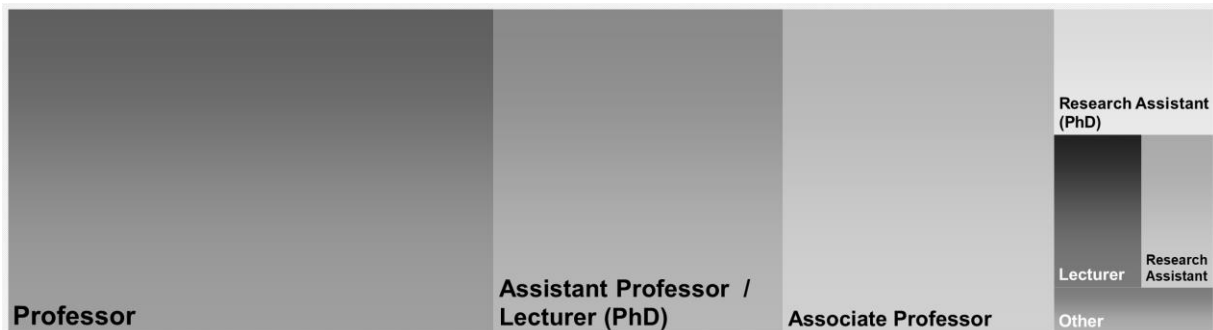 Professor
Assistant Professor /
Lecturer (PhD)
Associate Professor
Research Assistant
(PhD)
Lecturer
Research
Assistant
Other